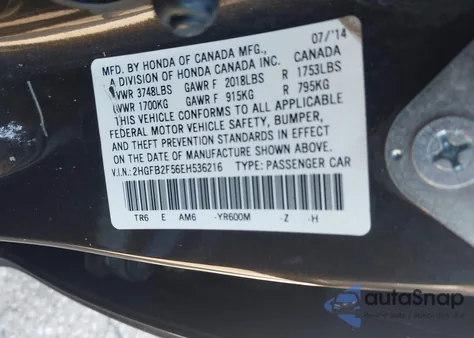 MFD. BY HONDA OF CANADA MFG., 07/'14
A DIVISION OF HONDA CANADA INC. CANADA
VWR 3748LBS GAWR F 2018LBS R 1753LBS
VWR 1700KG GAWR F 915KG R 795KG
THIS VEHICLE CONFORMS TO ALL APPLICABLE
FEDERAL MOTOR VEHICLE SAFETY, BUMPER,
AND THEFT PREVENTION STANDARDS IN EFFECT
ON THE DATE OF MANUFACTURE SHOWN ABOVE.
V.I.N.: 2HGFB2F56EH536216 TYPE: PASSENGER CAR
TR6 E AM6 -YR600M -Z -H
autoSnap